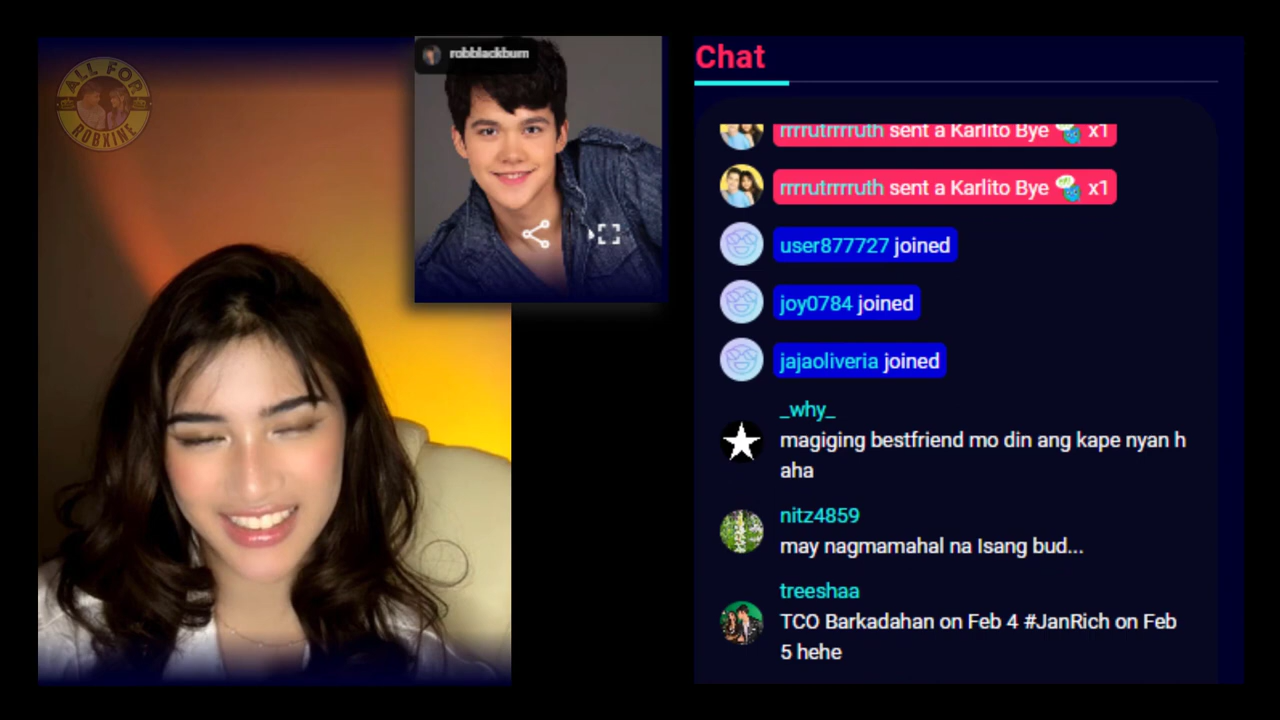 ALL FOR
ROBXINE
robblackburn
Chat
rrrrutrrrruth sent a Karlito Bye x1
rrrrutrrrruth sent a Karlito Bye x1
user877727 joined
joy0784 joined
jajaoliveria joined
_why_
magiging bestfriend mo din ang kape nyan h
aha
nitz4859
may nagmamahal na Isang bud...
treeshaa
TCO Barkadahan on Feb 4 #JanRich on Feb
5 hehe